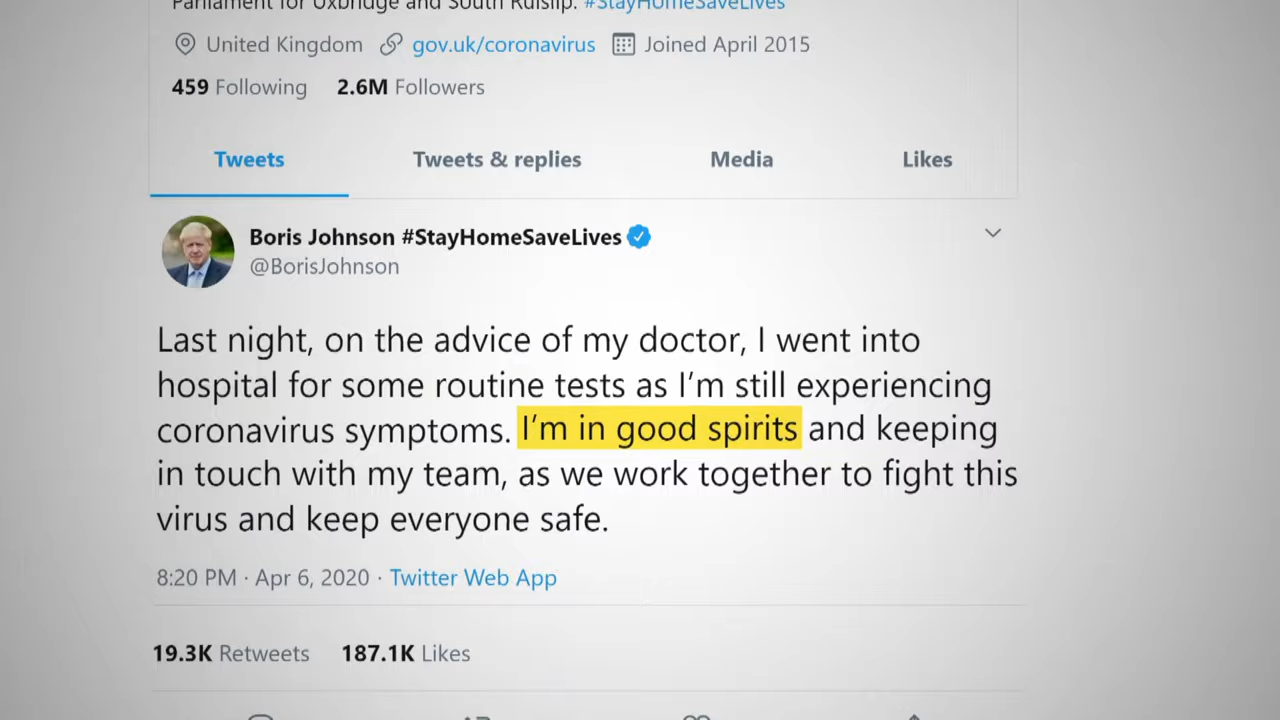 Parliament for Uxbridge and South Ruislip. #StayHomeSaveLives
United Kingdom gov.uk/coronavirus Joined April 2015
459 Following 2.6M Followers
Tweets Tweets & replies Media Likes
Boris Johnson #StayHomeSaveLives
@BorisJohnson
Last night, on the advice of my doctor, I went into
hospital for some routine tests as I’m still experiencing
coronavirus symptoms. I’m in good spirits and keeping
in touch with my team, as we work together to fight this
virus and keep everyone safe.
8:20 PM · Apr 6, 2020 · Twitter Web App
19.3K Retweets 187.1K Likes